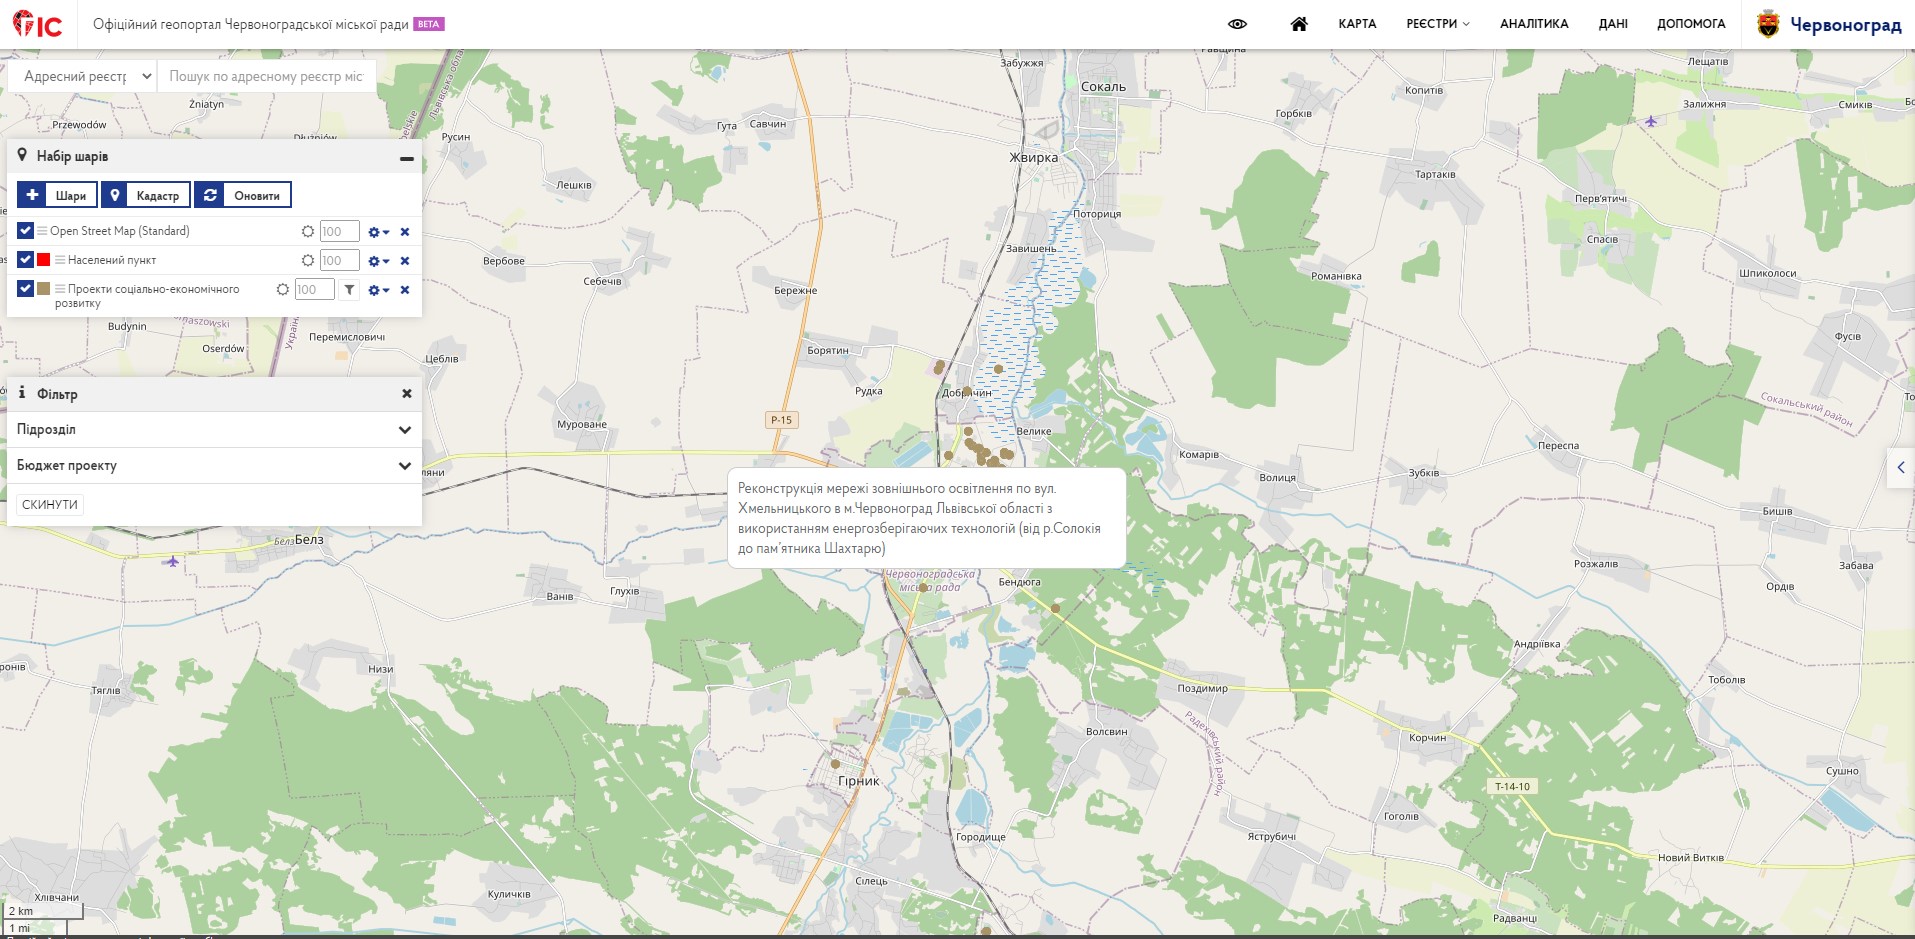 ГІС
Офіційний геопортал Червоноградської міської ради BETA
КАРТА
РЕЄСТРИ
АНАЛІТИКА
ДАНІ
ДОПОМОГА
Червоноград
Адресний реєстр
Пошук по адресному реєстр міс
Набір шарів
Шари
Кадастр
Оновити
Open Street Map (Standard)
100
Населений пункт
100
Проекти соціально-економічного
розвитку
100
Фільтр
Підрозділ
Бюджет проекту
СКИНУТИ
Реконструкція мережі зовнішнього освітлення по вул.
Хмельницького в м.Червоноград Львівської області з
використанням енергозберігаючих технологій (від р.Солокія
до пам'ятника Шахтарю)
Забужжя
Лещатів
Сокаль
Копитів
Żniatyn
Залижня
Смиків
Горбків
Przewodów
Гута
Савчин
Русин
Dłużniów
Жвирка
Тартаків
Лешків
Перв'ятичі
Поториця
Спасів
Завишень
Вербове
Шпиколоси
Романівка
Себечів
Бережне
Budynin
Перемисловичі
Фусів
Oserdów
Борятин
Цеблів
Рудка
Добрячин
Сокальський район
P-15
Муроване
Велике
Переспа
Комарів
Зубків
Волиця
Бишів
Белз
Белз
Розжалів
Забава
Червоноградська
міська рада
Бендюга
Ордів
Глухів
Ванів
Андріївка
Низи
Тоболів
Тяглів
Поздимир
Радехівський район
Волсвин
Корчин
Сушно
Гірник
Т-14-10
Гоголів
Яструбичі
Городище
Новий Витків
Сілець
Куличків
Хлівчани
Радванці
2 km
1 mi